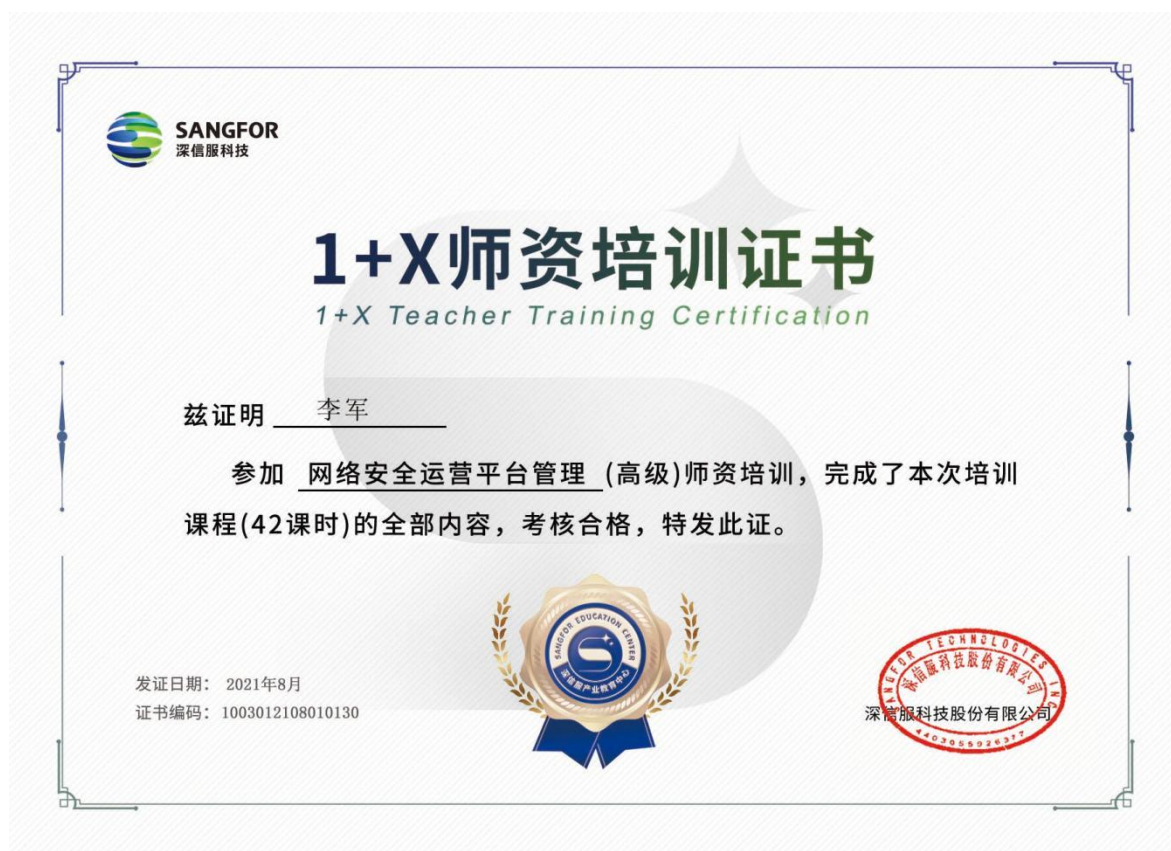 SANGFOR
深信服科技
1+X师资培训证书
1+X Teacher Training Certification
兹证明 李军
参加 网络安全运营平台管理 (高级)师资培训，完成了本次培训
课程(42课时)的全部内容，考核合格，特发此证。
SANGFOR EDUCATION CENTER
深信服产业教育中心
发证日期： 2021年8月
证书编码：1003012108010130
SANGFOR TECHNOLOGIES INC.
深信服科技股份有限公司
深信服科技股份有限公司
4403055926377